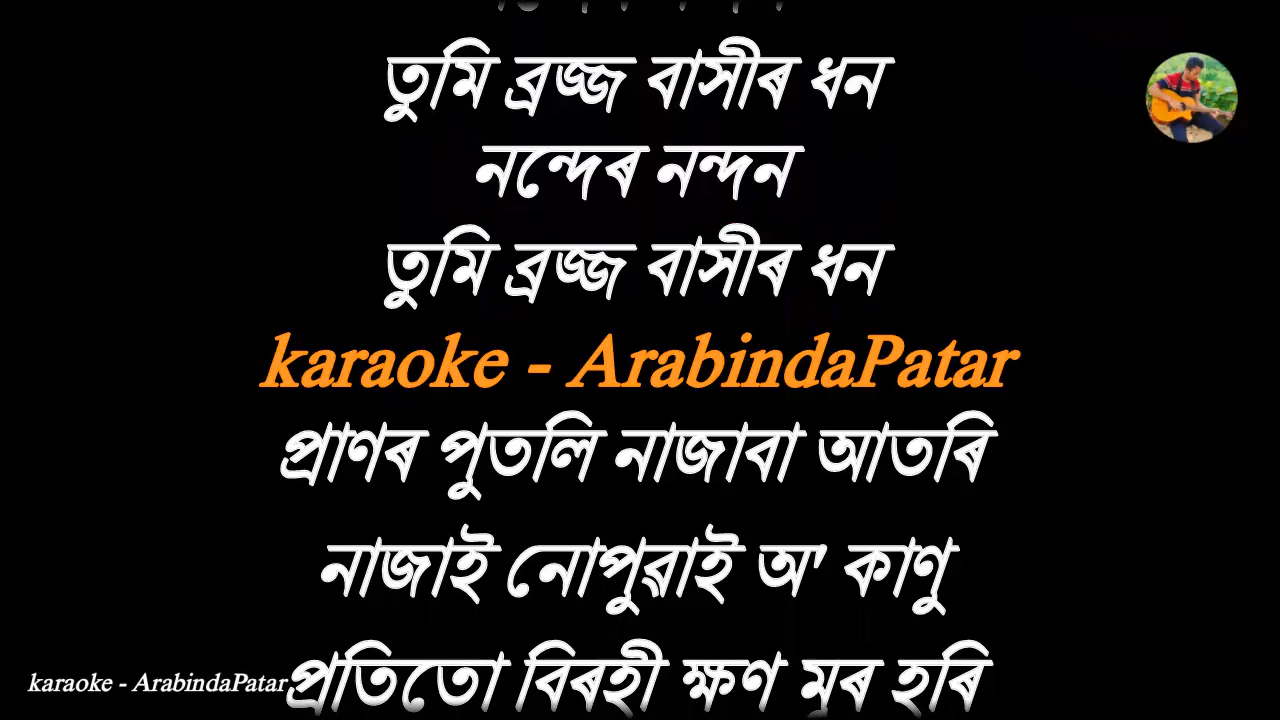 তুমি ব্ৰজ্জ বাসীৰ ধন
নন্দেৰ নন্দন
তুমি ব্ৰজ্জ বাসীৰ ধন
karaoke - ArabindaPatar
প্ৰাণৰ পুতলি নাজাবা আতৰি
নাজাই নোপুৱাই অ' কাণু
প্ৰতিতো বিৰহী ক্ষণ মুৰ হৰি
karaoke - ArabindaPatar